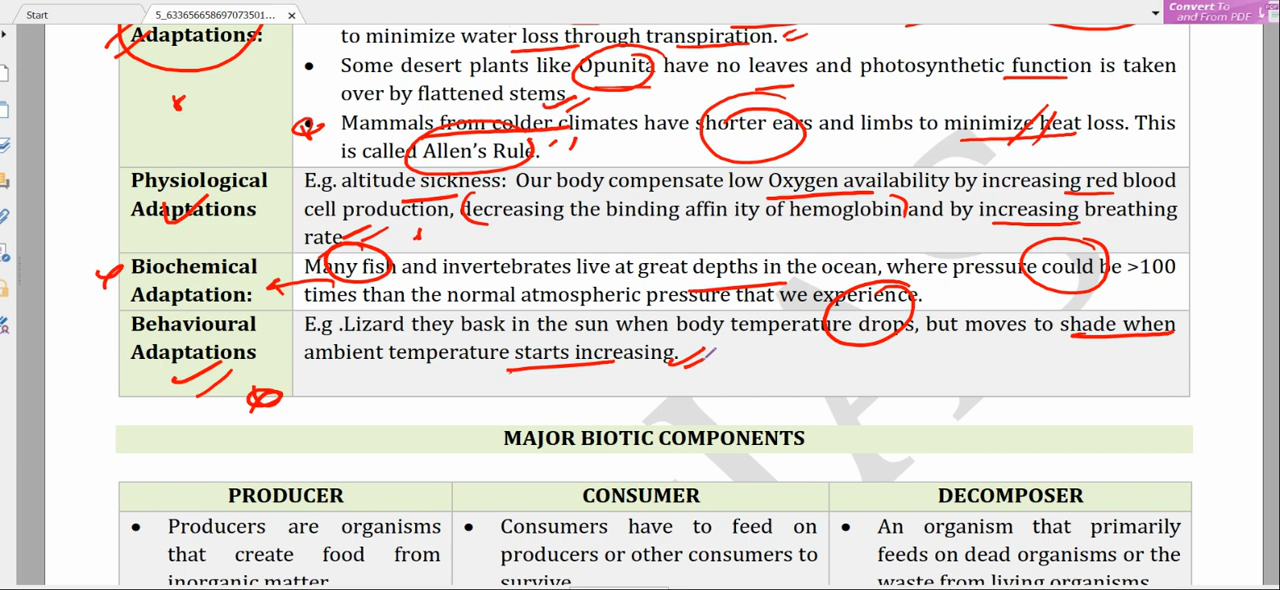 Start
5_633656658697073501...
Convert To
and From PDF
Adaptations:
to minimize water loss through transpiration.
• Some desert plants like Opunita have no leaves and photosynthetic function is taken
over by flattened stems.
• Mammals from colder climates have shorter ears and limbs to minimize heat loss. This
is called Allen's Rule.
Physiological
Adaptations
E.g. altitude sickness: Our body compensate low Oxygen availability by increasing red blood
cell production, decreasing the binding affin ity of hemoglobin and by increasing breathing
rate
Biochemical
Adaptation:
Many fish and invertebrates live at great depths in the ocean, where pressure could be >100
times than the normal atmospheric pressure that we experience.
Behavioural
Adaptations
E.g .Lizard they bask in the sun when body temperature drops, but moves to shade when
ambient temperature starts increasing.
MAJOR BIOTIC COMPONENTS
PRODUCER
• Producers are organisms
that create food from
inorganic matter
CONSUMER
• Consumers have to feed on
producers or other consumers to
survive
DECOMPOSER
• An organism that primarily
feeds on dead organisms or the
waste from living organisms